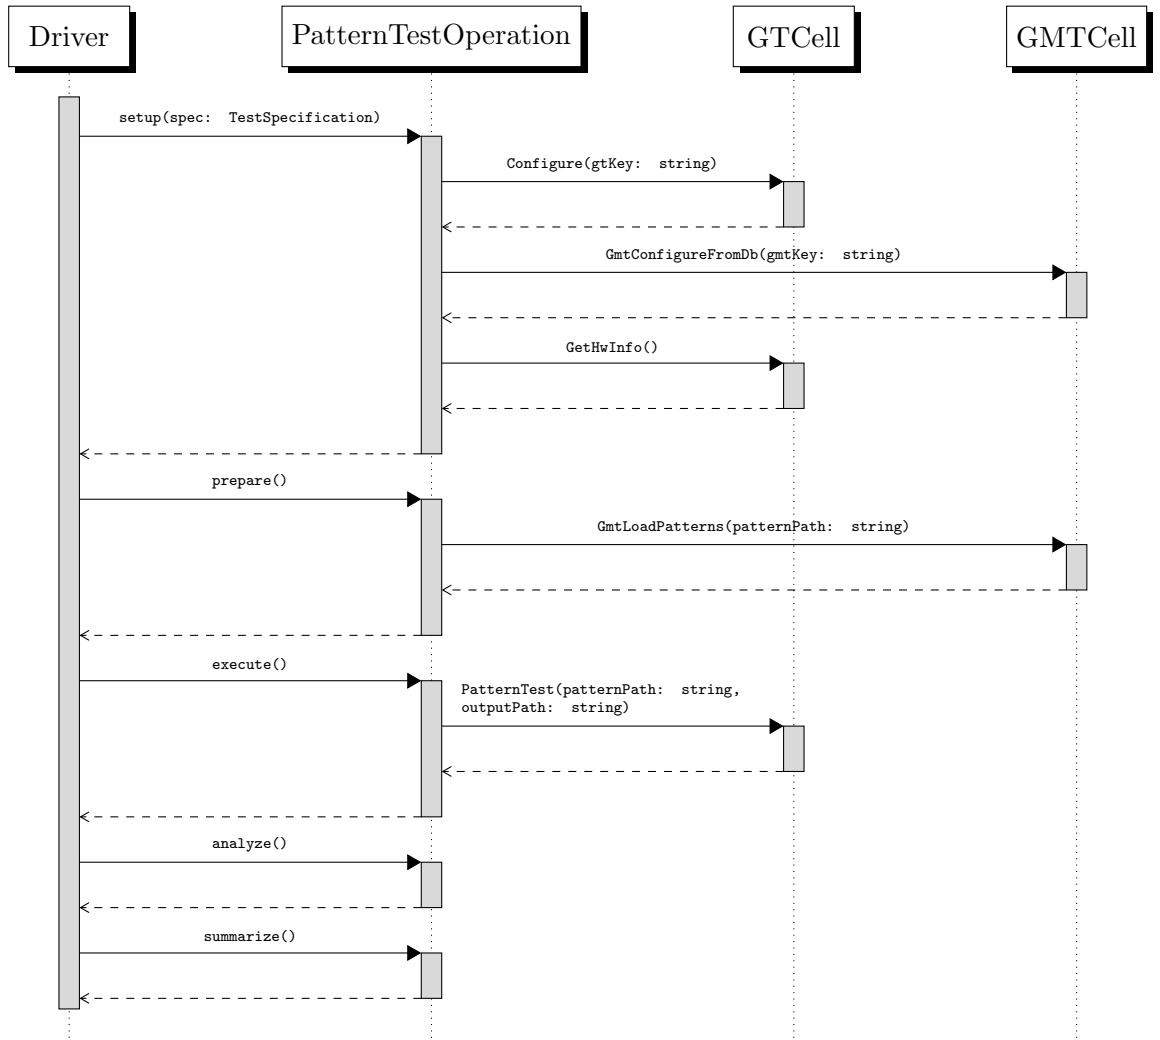 Driver
PatternTestOperation
GTCell
GMTCell
setup(spec: TestSpecification)
Configure(gtKey: string)
GmtConfigureFromDb(gmtKey: string)
GetHwInfo()
prepare()
GmtLoadPatterns(patternPath: string)
execute()
PatternTest(patternPath: string,
outputPath: string)
analyze()
summarize()